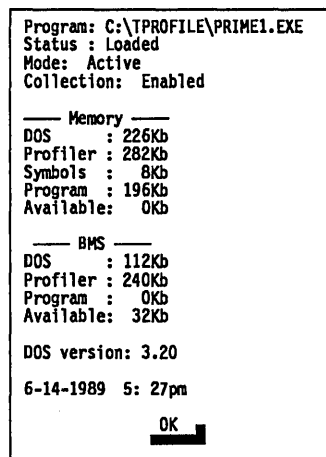 Program: C:\TPROFILE\PRIME1.EXE
Status : Loaded
Mode: Active
Collection: Enabled
Memory
DOS : 226Kb
Profiler : 282Kb
Symbols : 8Kb
Program : 196Kb
Available: 0Kb
BMS
DOS : 112Kb
Profiler : 240Kb
Program : 0Kb
Available: 32Kb
DOS version: 3.20
6-14-1989 5: 27pm
OK